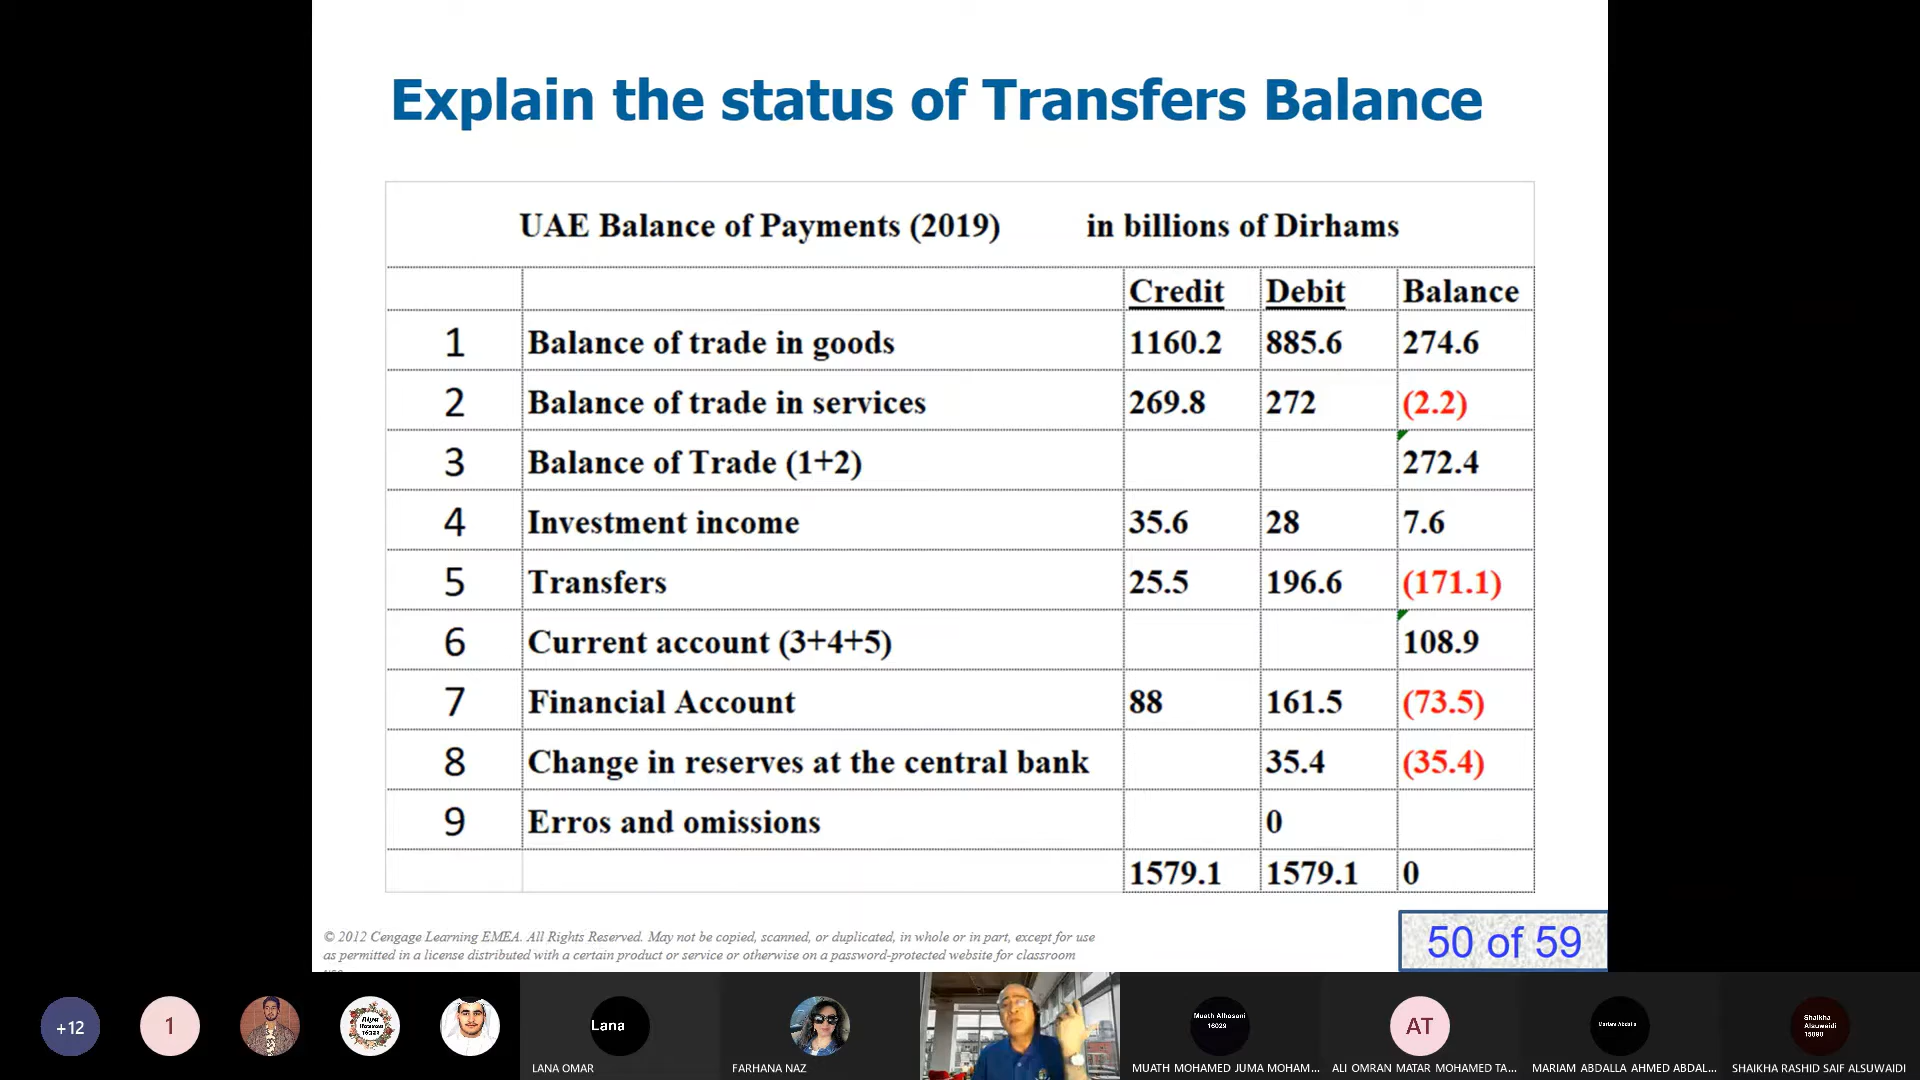 Explain the status of Transfers Balance
UAE Balance of Payments (2019) in billions of Dirhams
Credit Debit Balance
1 Balance of trade in goods 1160.2 885.6 274.6
2 Balance of trade in services 269.8 272 (2.2)
3 Balance of Trade (1+2) 272.4
4 Investment income 35.6 28 7.6
5 Transfers 25.5 196.6 (171.1)
6 Current account (3+4+5) 108.9
7 Financial Account 88 161.5 (73.5)
8 Change in reserves at the central bank 35.4 (35.4)
9 Erros and omissions 0
1579.1 1579.1 0
© 2012 Cengage Learning EMEA. All Rights Reserved. May not be copied, scanned, or duplicated, in whole or in part, except for use
as permitted in a license distributed with a certain product or service or otherwise on a password-protected website for classroom
50 of 59
+12
1
16021
Lana
LANA OMAR
FARHANA NAZ
Muath Alhosani
16029
MUATH MOHAMED JUMA MOHAM...
AT
ALI OMRAN MATAR MOHAMED TA...
MARIAM ABDALLA AHMED ABDAL...
Shaikha
Alsuwaidi
15090
SHAIKHA RASHID SAIF ALSUWAIDI